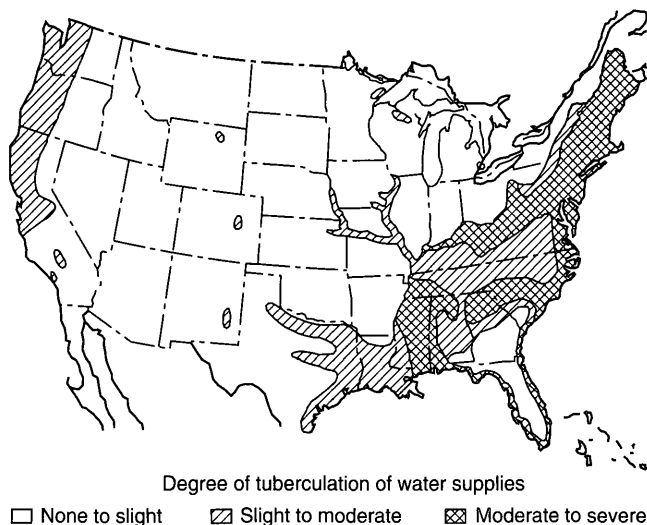 Degree of tuberculation of water supplies
None to slight Slight to moderate Moderate to severe